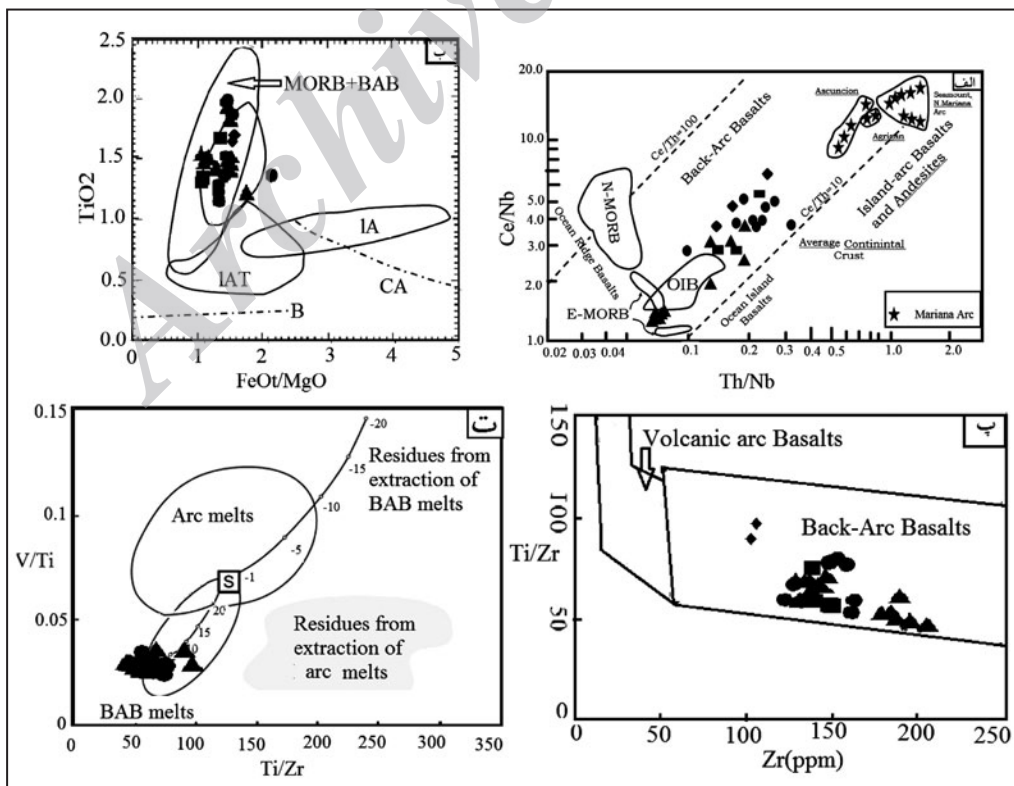 Archive
ب
TiO2
2.5
2.0
1.5
1.0
0.5
0.0
MORB+BAB
IA
IAT
CA
B
0
1
2
3
4
5
FeOt/MgO
الف
Ce/Nb
20.0
10.0
5.0
4.0
3.0
2.0
1.0
Ascuncion
Seamount,
N.Mariana
Arc
Agrigan
Ce/Th=100
Back-Arc Basalts
Ce/Th=10
Island-arc Basalts
and Andesites
N-MORB
Ocean Ridge Basalts
Average Continintal
Crust
OIB
E-MORB
Ocean Island
Basalts
Mariana Arc
0.02
0.03
0.04
0.1
0.2
0.3
0.4
0.5
1.0
2.0
Th/Nb
ت
V/Ti
0.15
0.1
0.05
0
-20
-15
-10
-5
-1
S
20
15
10
Residues from
extraction of
BAB melts
Arc melts
Residues from
extraction of
arc melts
BAB melts
0
50
100
150
200
250
300
350
Ti/Zr
پ
Ti/Zr
150
100
50
Volcanic arc Basalts
Back-Arc Basalts
0
50
100
150
200
250
Zr(ppm)